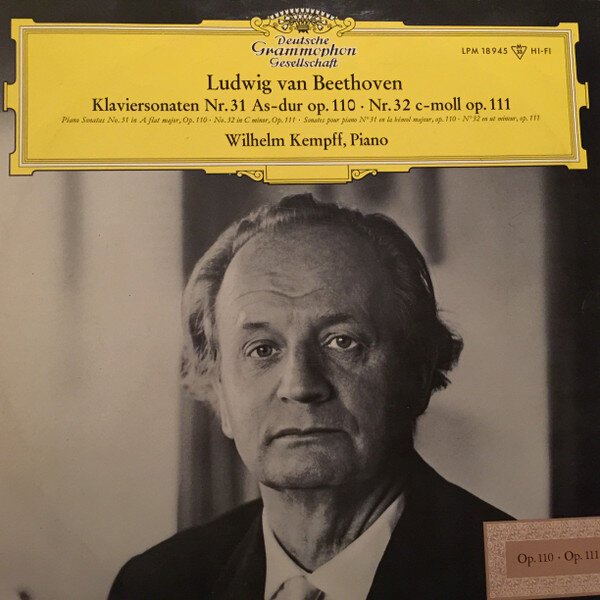 Deutsche
Grammophon
Gesellschaft
LPM 18 945 HI-FI
Ludwig van Beethoven
Klaviersonaten Nr. 31 As-dur op. 110 · Nr. 32 c-moll op. 111
Piano Sonatas No. 31 in A flat major, Op. 110 · No. 32 in C minor, Op. 111 · Sonates pour piano N° 31 en la bémol majeur, op. 110 · N° 32 en ut mineur, op. 111
Wilhelm Kempff, Piano
Op. 110 · Op. 111